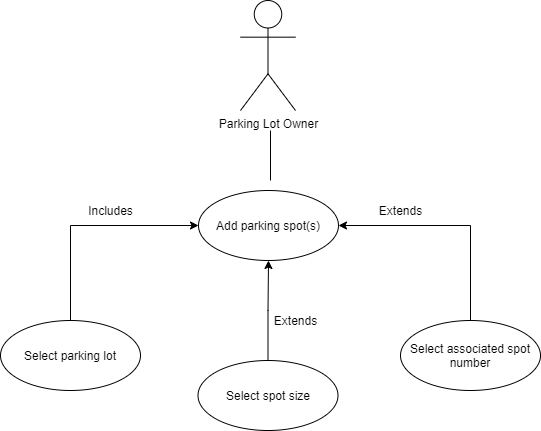 Parking Lot Owner
Includes
Extends
Add parking spot(s)
Extends
Select parking lot
Select associated spot
number
Select spot size